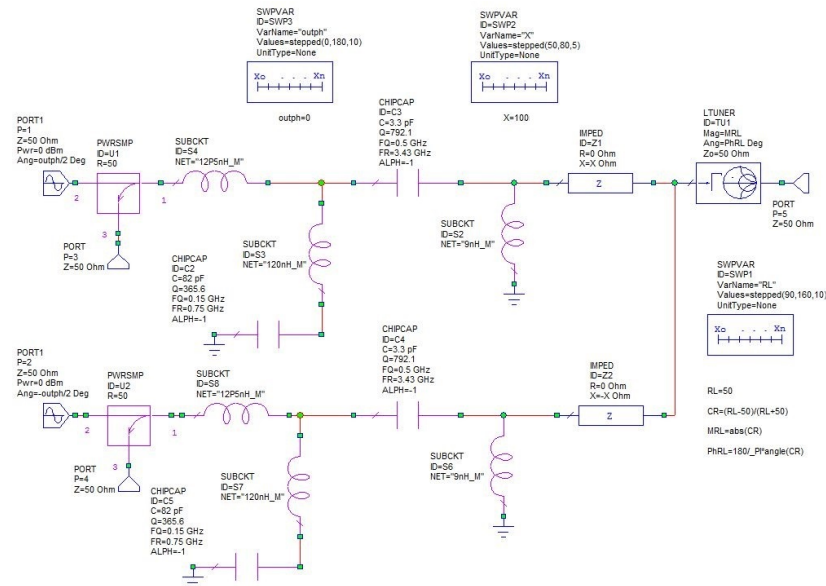 SWPVAR
ID=SWP3
VarName="outph"
Values=stepped(0,180,10)
UnitType=None
Xo . . . Xn
outph=0
SWPVAR
ID=SWP2
VarName="X"
Values=stepped(50,80,5)
UnitType=None
Xo . . . Xn
X=100
PORT1
P=1
Z=50 Ohm
Pwr=0 dBm
Ang=outph/2 Deg
PWRSMP
ID=U1
R=50
2
1
3
PORT
P=3
Z=50 Ohm
SUBCKT
ID=S4
NET="12P5nH_M"
CHIPCAP
ID=C3
C=3.3 pF
Q=792.1
FQ=0.5 GHz
FR=3.43 GHz
ALPH=-1
IMPED
ID=Z1
R=0 Ohm
X=X Ohm
Z
LTUNER
ID=TU1
Mag=MRL
Ang=PhRL Deg
Zo=50 Ohm
PORT
P=5
Z=50 Ohm
SUBCKT
ID=S3
NET="120nH_M"
SUBCKT
ID=S2
NET="9nH_M"
CHIPCAP
ID=C2
C=82 pF
Q=365.6
FQ=0.15 GHz
FR=0.75 GHz
ALPH=-1
SWPVAR
ID=SWP1
VarName="RL"
Values=stepped(90,160,10)
UnitType=None
Xo . . . Xn
PORT1
P=2
Z=50 Ohm
Pwr=0 dBm
Ang=-outph/2 Deg
PWRSMP
ID=U2
R=50
2
1
3
PORT
P=4
Z=50 Ohm
SUBCKT
ID=S8
NET="12P5nH_M"
CHIPCAP
ID=C4
C=3.3 pF
Q=792.1
FQ=0.5 GHz
FR=3.43 GHz
ALPH=-1
IMPED
ID=Z2
R=0 Ohm
X=-X Ohm
Z
SUBCKT
ID=S7
NET="120nH_M"
SUBCKT
ID=S6
NET="9nH_M"
CHIPCAP
ID=C5
C=82 pF
Q=365.6
FQ=0.15 GHz
FR=0.75 GHz
ALPH=-1
RL=50
CR=(RL-50)/(RL+50)
MRL=abs(CR)
PhRL=180/_PI*angle(CR)